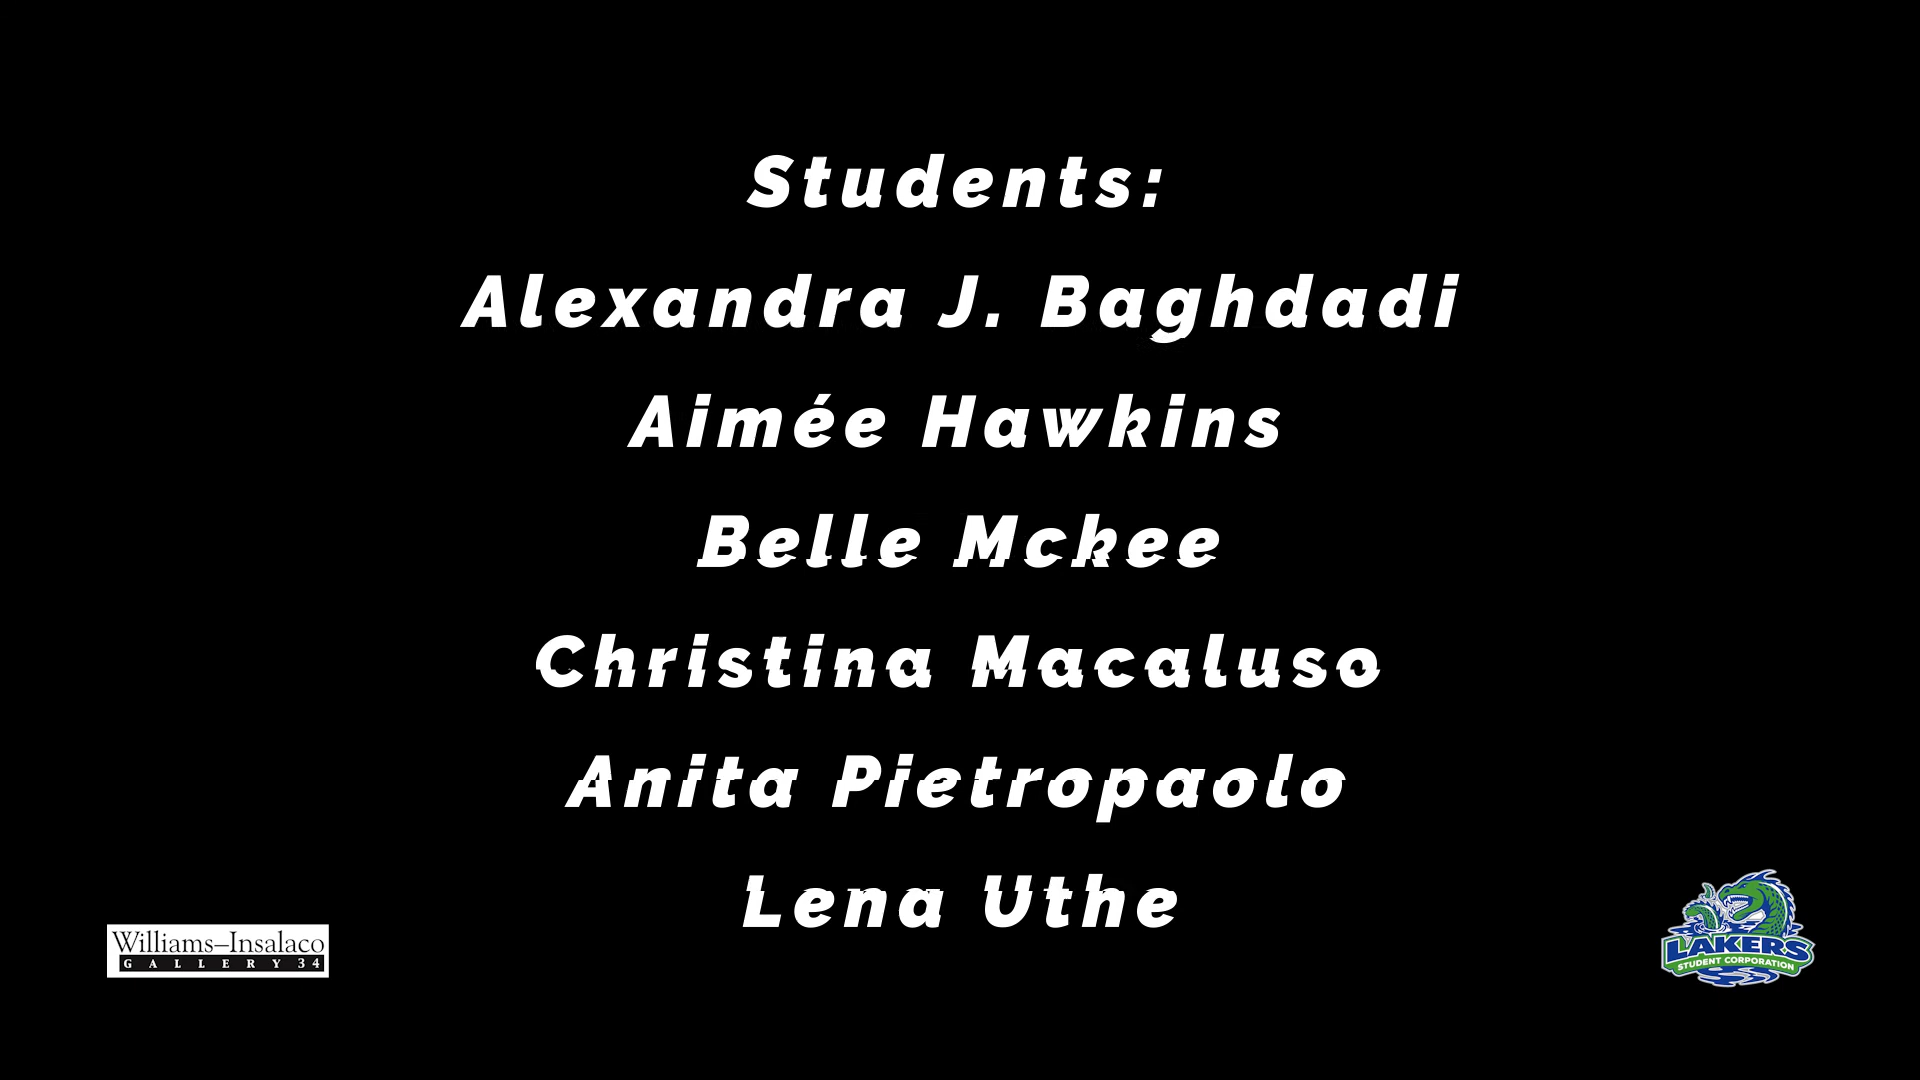 Students:
Alexandra J. Baghdadi
Aimée Hawkins
Belle Mckee
Christina Macaluso
Anita Pietropaolo
Lena Uthe
Williams–Insalaco
GALLERY 34
LAKERS
STUDENT CORPORATION